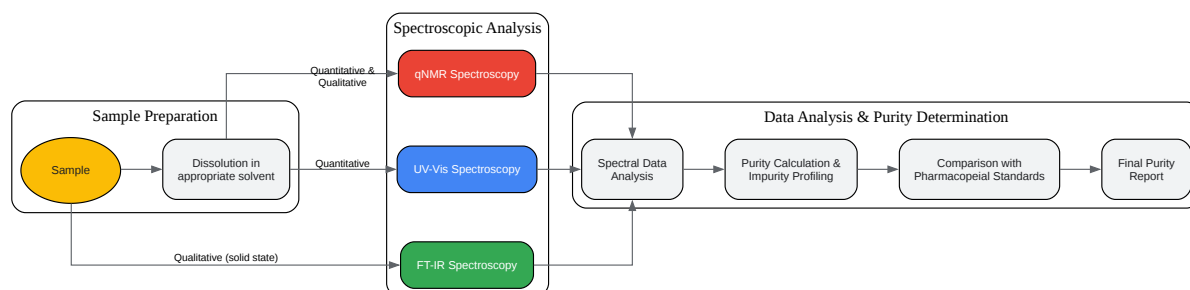 Spectroscopic Analysis
Quantitative &
Qualitative
qNMR Spectroscopy
Sample Preparation
Data Analysis & Purity Determination
Sample
Dissolution in
appropriate solvent
Quantitative
UV-Vis Spectroscopy
Spectral Data
Analysis
Purity Calculation &
Impurity Profiling
Comparison with
Pharmacopeial Standards
Final Purity
Report
Qualitative (solid state)
FT-IR Spectroscopy